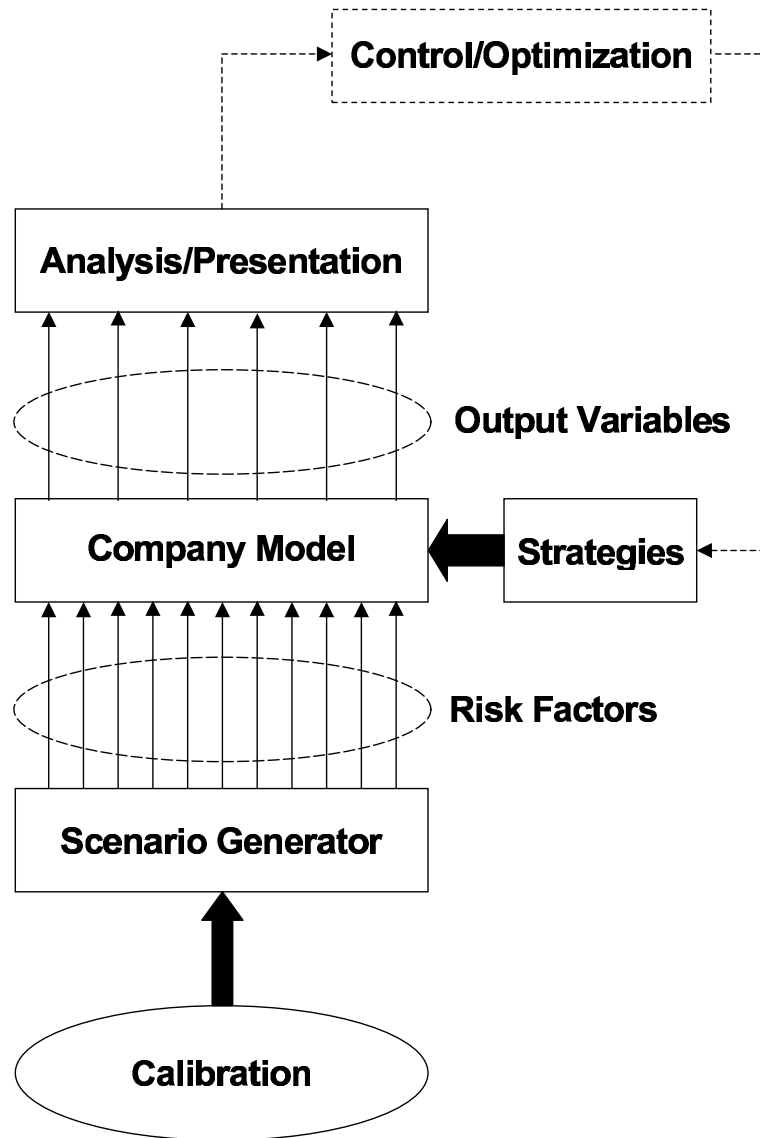 Control/Optimization
Analysis/Presentation
Output Variables
Company Model
Strategies
Risk Factors
Scenario Generator
Calibration